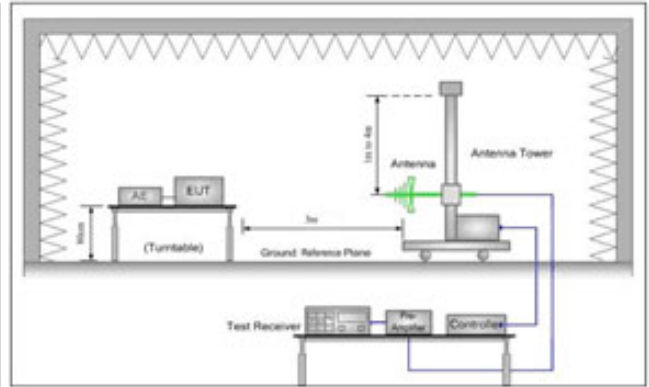 1m to 4m
Antenna
Antenna Tower
AE
EUT
3m
80cm
(Turntable)
Ground Reference Plane
Test Receiver
Pre-
Amplifier
Controller